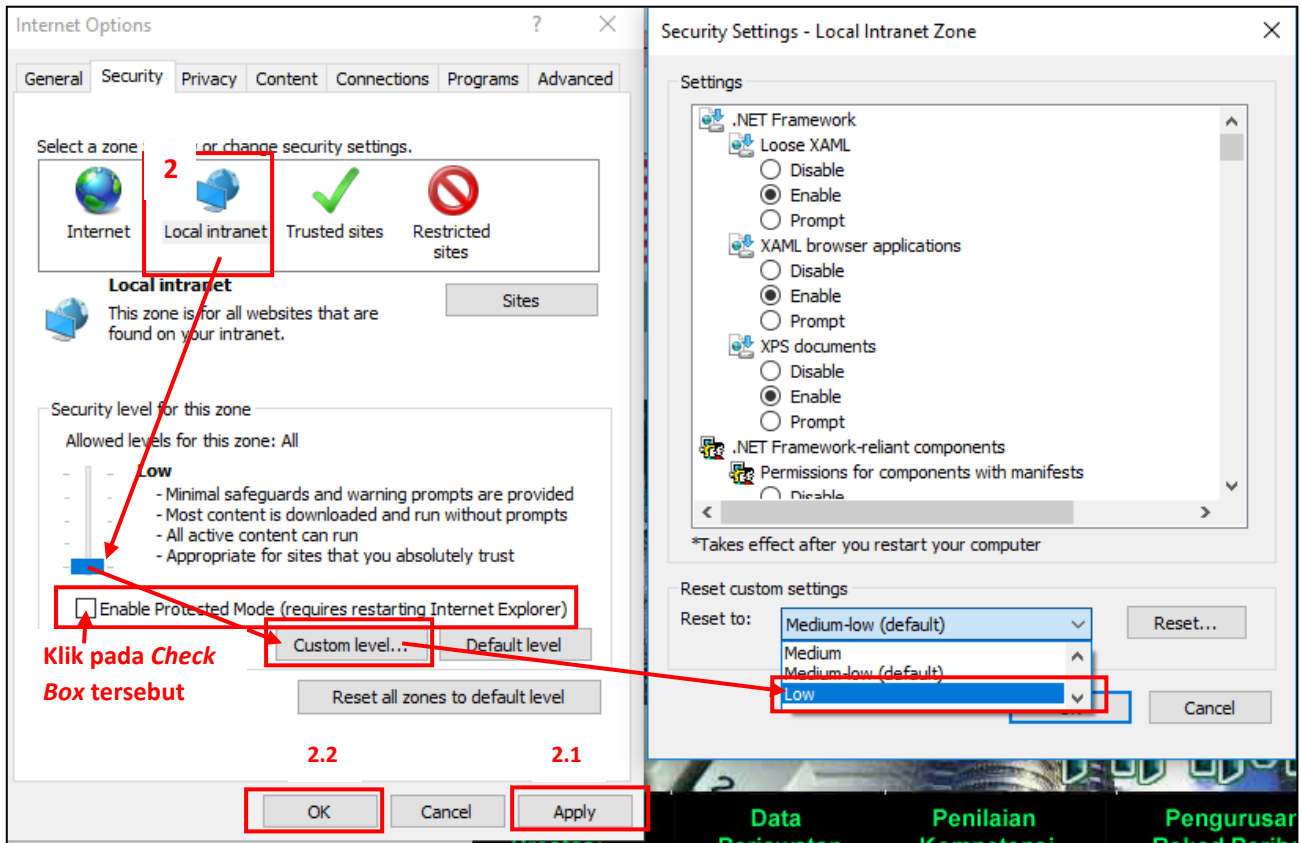 Internet Options
?
General Security Privacy Content Connections Programs Advanced
Select a zone or change security settings.
2
Internet
Local intranet
Trusted sites
Restricted
sites
Local intranet
This zone is for all websites that are
found on your intranet.
Sites
Security level for this zone
Allowed levels for this zone: All
Low
- Minimal safeguards and warning prompts are provided
- Most content is downloaded and run without prompts
- All active content can run
- Appropriate for sites that you absolutely trust
Enable Protected Mode (requires restarting Internet Explorer)
Klik pada Check
Box tersebut
Custom level...
Default level
Reset all zones to default level
2.2
2.1
OK
Cancel
Apply
Security Settings - Local Intranet Zone
Settings
.NET Framework
Loose XAML
Disable
Enable
Prompt
XAML browser applications
Disable
Enable
Prompt
XPS documents
Disable
Enable
Prompt
.NET Framework-reliant components
Permissions for components with manifests
Disable
*Takes effect after you restart your computer
Reset custom settings
Reset to:
Medium-low (default)
Reset...
Medium
Medium-low (default)
Low
Cancel
Data
Penilaian
Pengurusan
Kompetensi